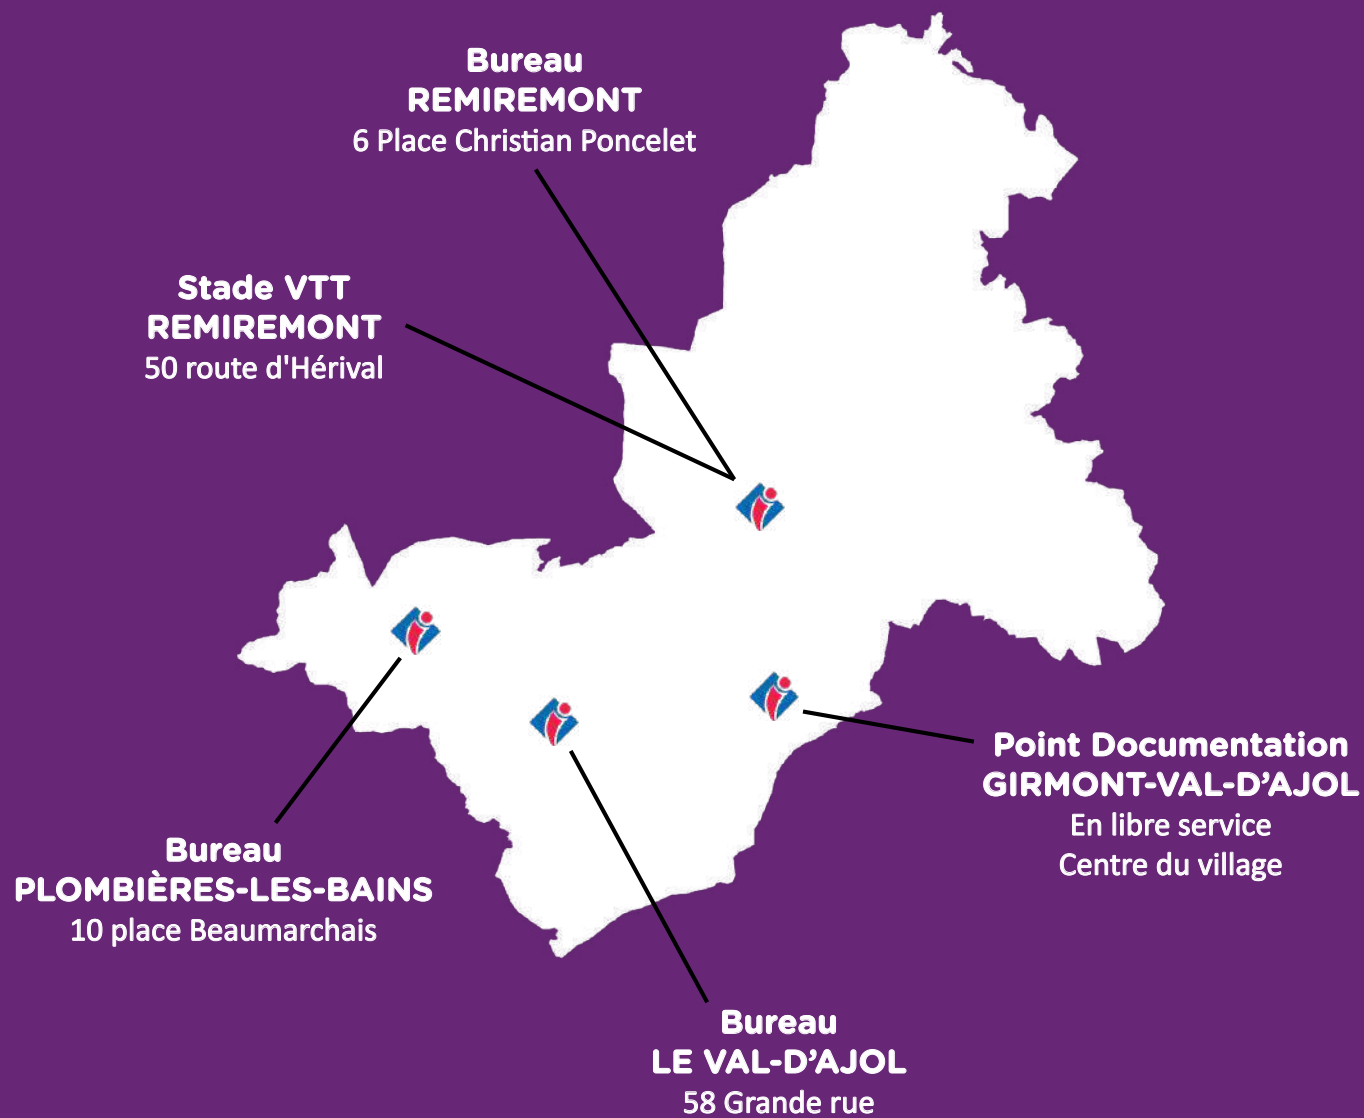 Bureau
REMIREMONT
6 Place Christian Poncelet
Stade VTT
REMIREMONT
50 route d'Hérival
Point Documentation
GIRMONT-VAL-D’AJOL
En libre service
Centre du village
Bureau
PLOMBIÈRES-LES-BAINS
10 place Beaumarchais
Bureau
LE VAL-D’AJOL
58 Grande rue